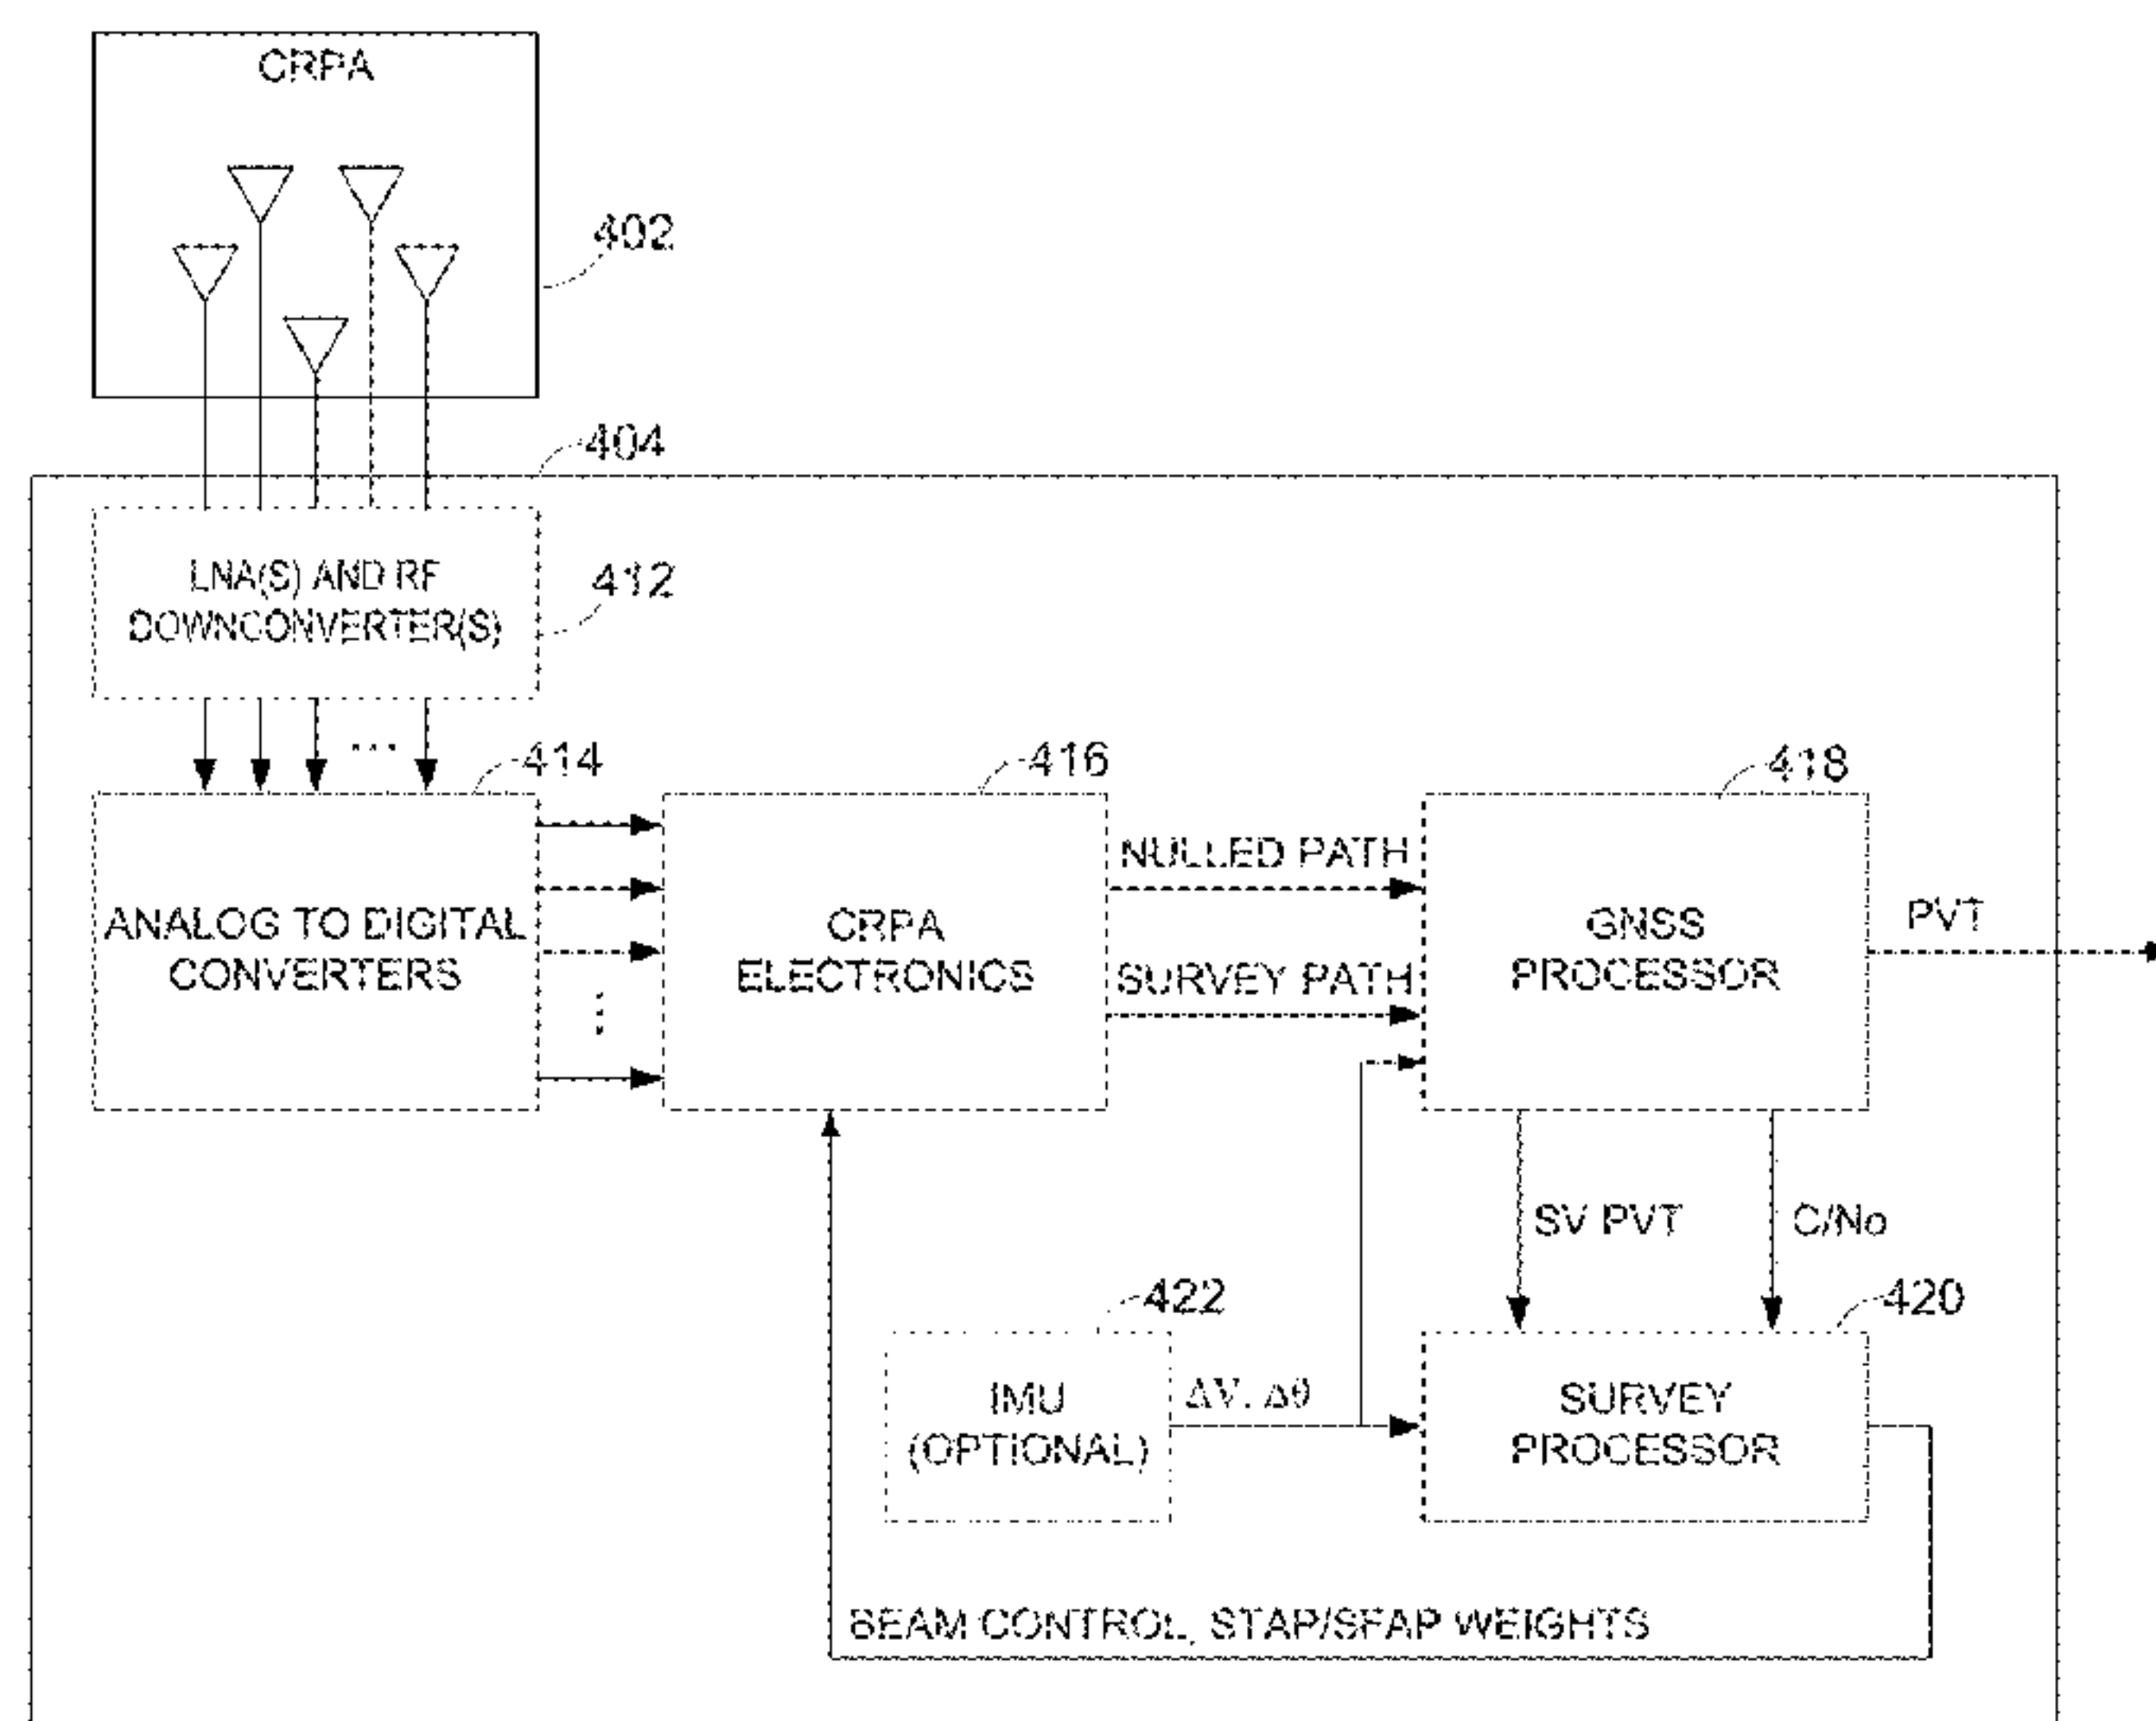 CRPA
402
404
LNA(S) AND RF
DOWNCONVERTER(S)
412
...
414
416
418
ANALOG TO DIGITAL
CONVERTERS
CRPA
ELECTRONICS
NULLED PATH
SURVEY PATH
GNSS
PROCESSOR
PVT
SV PVT
C/No
422
420
IMU
(OPTIONAL)
ΔV, Δθ
SURVEY
PROCESSOR
BEAM CONTROL, STAP/SFAP WEIGHTS